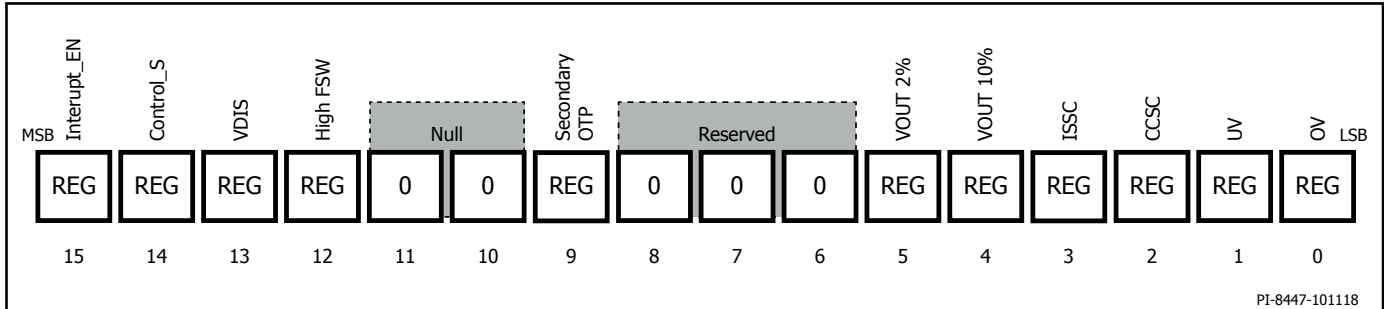 MSB Interupt_EN Control_S VDIS High FSW Null Secondary OTP Reserved VOUT 2% VOUT 10% ISSC CCSC UV OV LSB
REG REG REG REG 0 0 REG 0 0 0 REG REG REG REG REG REG
15 14 13 12 11 10 9 8 7 6 5 4 3 2 1 0
PI-8447-101118